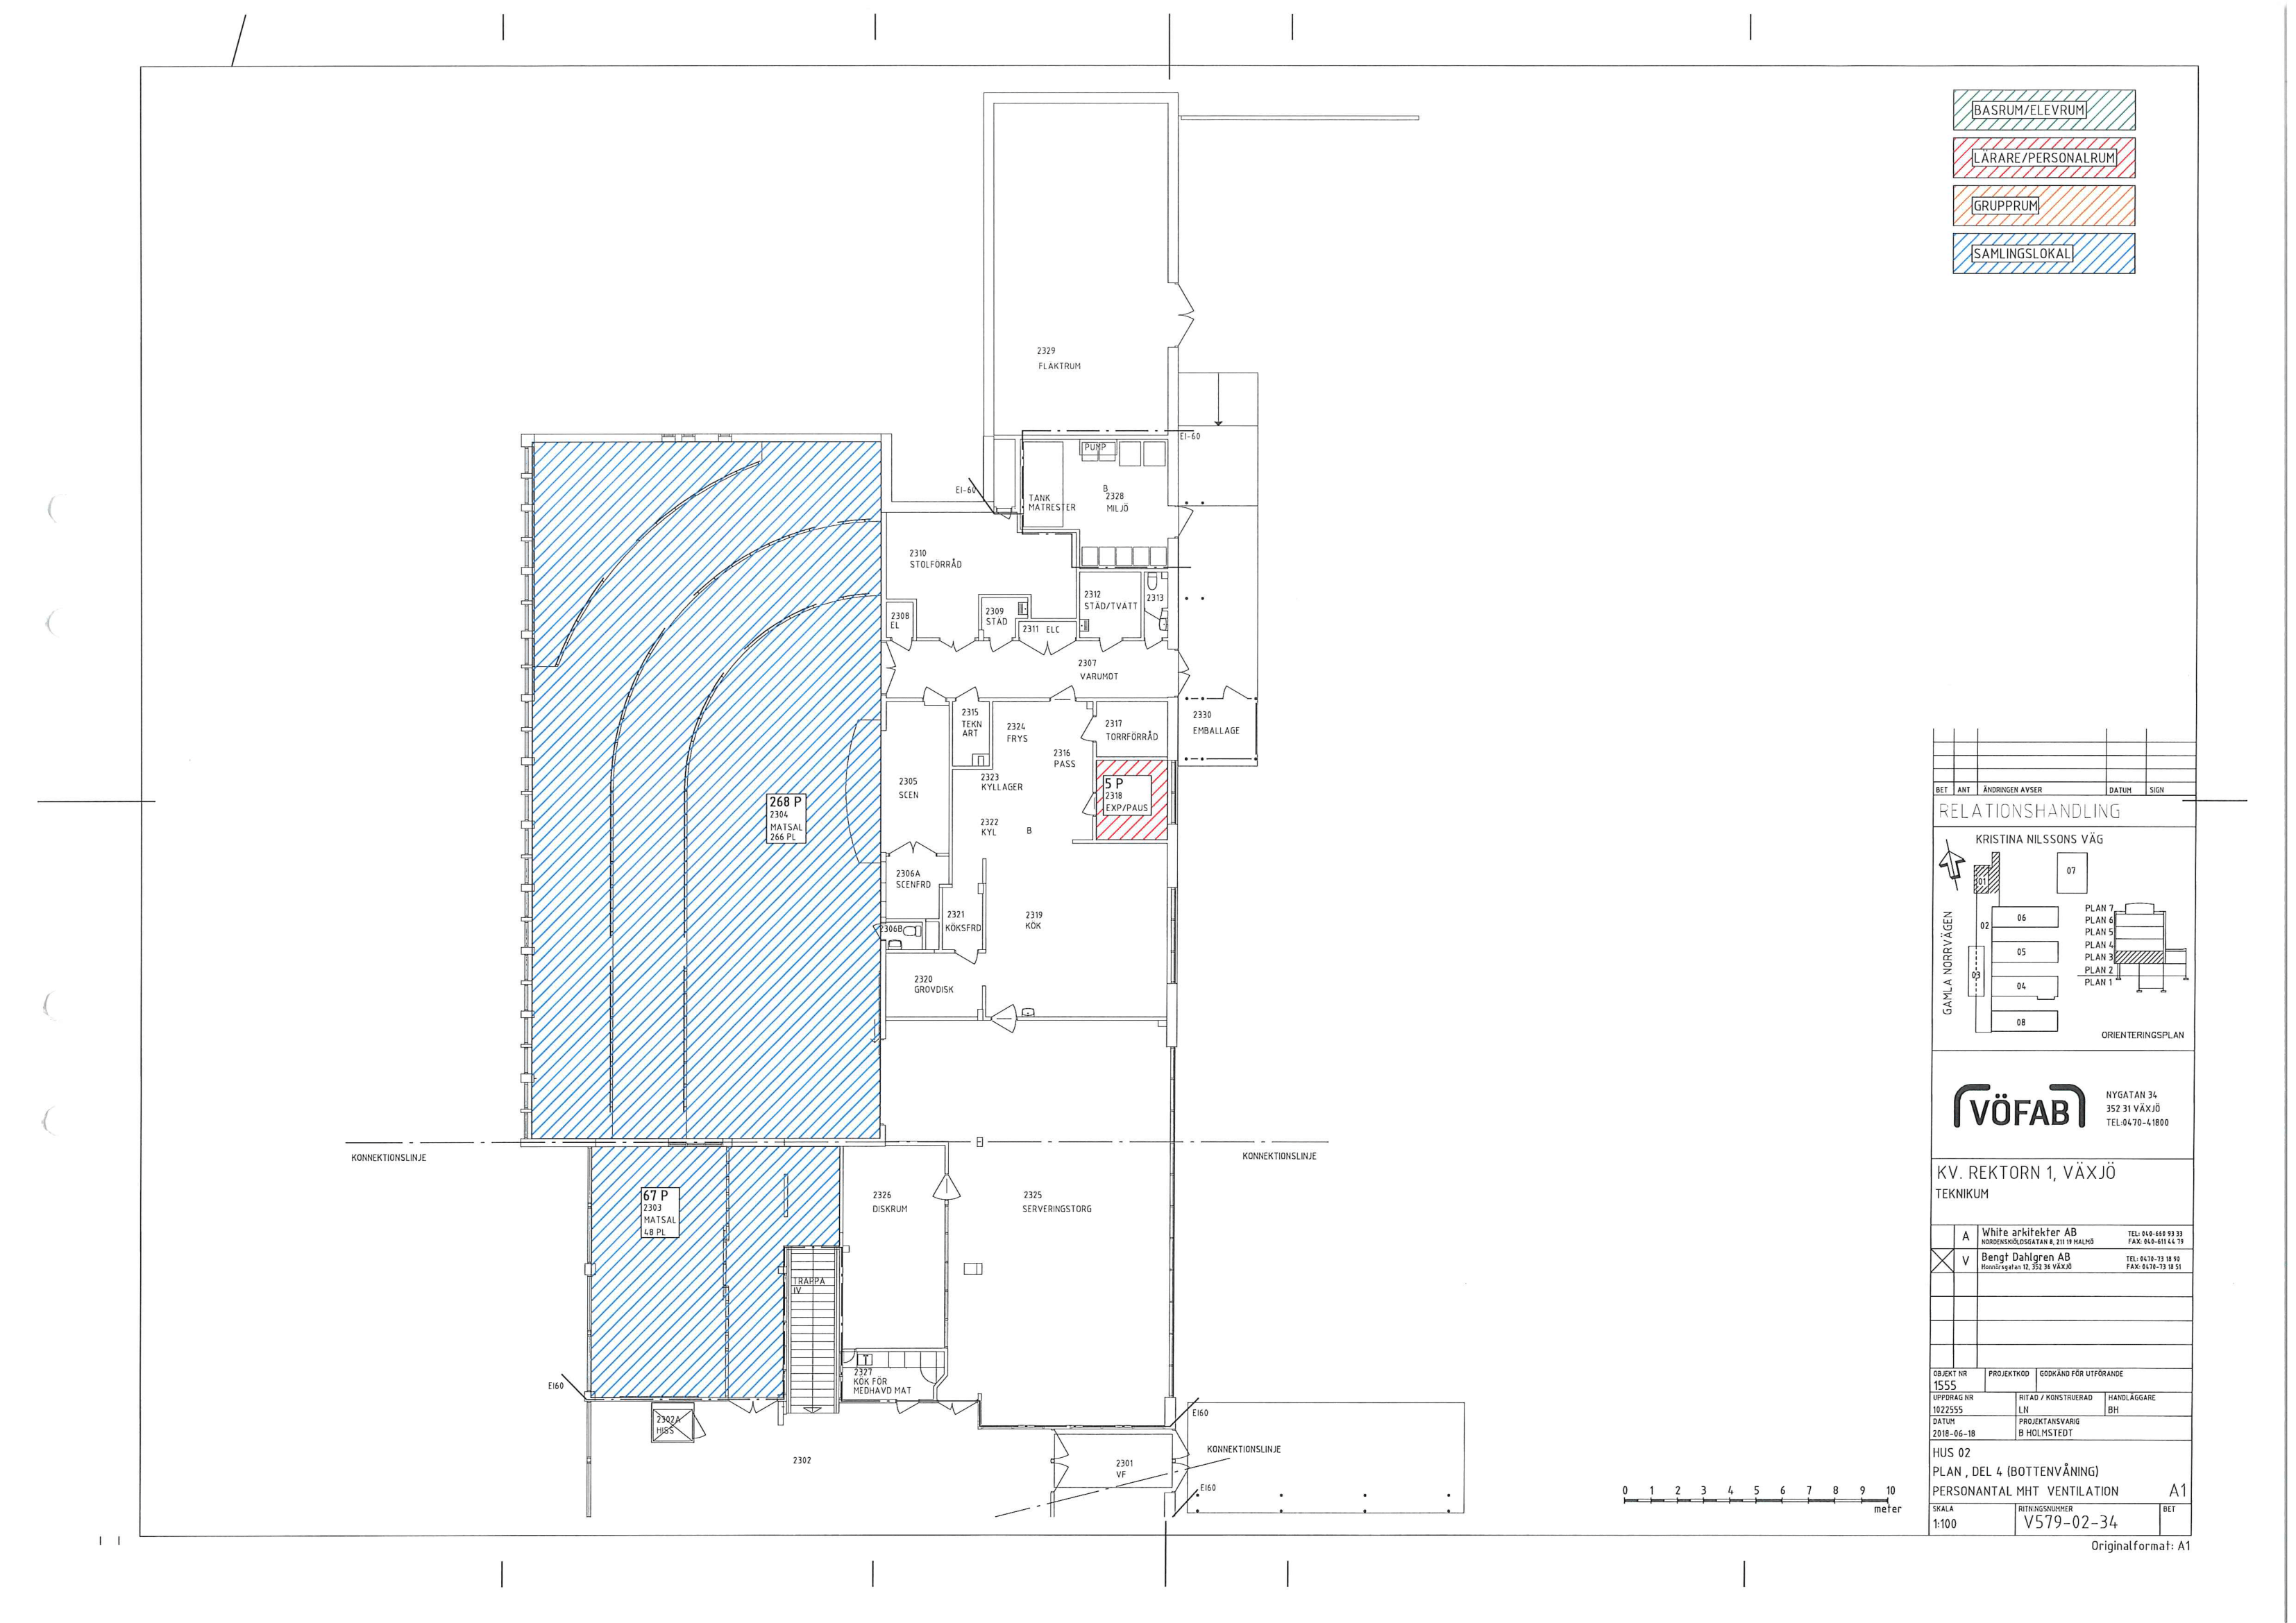 BASRUM/ELEVRUM
LÄRARE/PERSONALRUM
GRUPPRUM
SAMLINGSLOKAL
2329
FLÄKTRUM
EI-60
PUMP
EI-60
TANK
MATRESTER
B
2328
MILJÖ
2310
STOLFÖRRÅD
2308
EL
2309
STÄD
2311 ELC
2312
STÄD/TVÄTT
2313
2307
VARUMOT
2315
TEKN
ART
2324
FRYS
2316
PASS
2317
TORRFÖRRÅD
2330
EMBALLAGE
2305
SCEN
2323
KYLLAGER
5 P
2318
EXP/PAUS
268 P
2304
MATSAL
266 PL
2322
KYL
B
2306A
SCENFRD
2321
KÖKSFRD
2319
KÖK
2306B
2320
GROVDISK
KONNEKTIONSLINJE
KONNEKTIONSLINJE
67 P
2303
MATSAL
48 PL
2326
DISKRUM
2325
SERVERINGSTORG
TRAPPA
IV
2327
KÖK FÖR
MEDHAVD MAT
EI60
EI60
2302A
HISS
2302
2301
VF
KONNEKTIONSLINJE
EI60
0 1 2 3 4 5 6 7 8 9 10
meter
BET ANT ÄNDRINGEN AVSER DATUM SIGN
RELATIONSHANDLING
KRISTINA NILSSONS VÄG
GAMLA NORRVÄGEN
01
07
02
06
05
03
04
08
PLAN 7
PLAN 6
PLAN 5
PLAN 4
PLAN 3
PLAN 2
PLAN 1
ORIENTERINGSPLAN
VÖFAB
NYGATAN 34
352 31 VÄXJÖ
TEL:0470-41800
KV. REKTORN 1, VÄXJÖ
TEKNIKUM
A White arkitekter AB TEL: 040-660 93 33
NORDENSKIÖLDSGATAN 8, 211 19 MALMÖ FAX: 040-611 44 79
V Bengt Dahlgren AB TEL: 0470-73 18 90
Honnörsgatan 12, 352 36 VÄXJÖ FAX: 0470-73 18 51
OBJEKT NR PROJEKTKOD GODKÄND FÖR UTFÖRANDE
1555
UPPDRAG NR RITAD / KONSTRUERAD HANDLÄGGARE
1022555 LN BH
DATUM PROJEKTANSVARIG
2018-06-18 B HOLMSTEDT
HUS 02
PLAN , DEL 4 (BOTTENVÅNING)
PERSONANTAL MHT VENTILATION A1
SKALA RITNINGSNUMMER BET
1:100 V579-02-34
Originalformat: A1